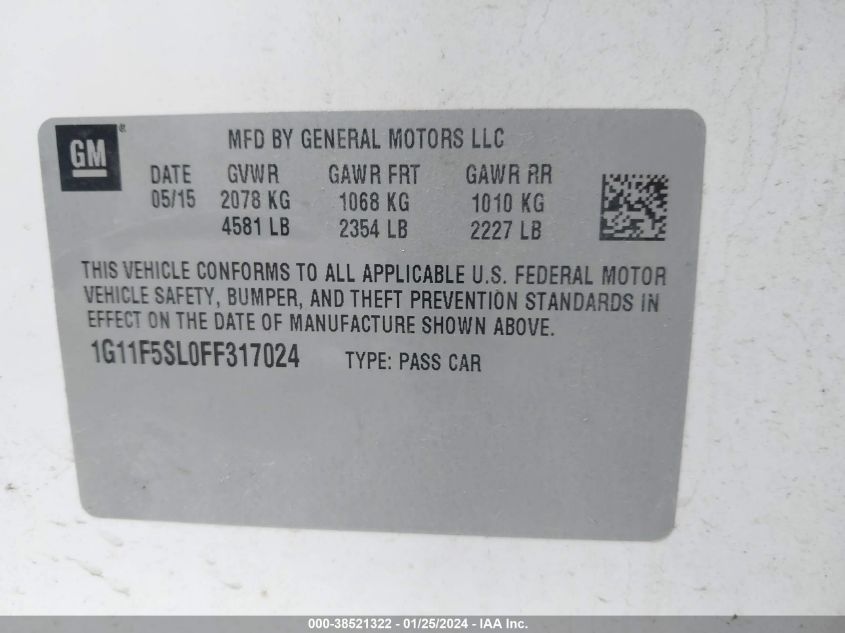 GM®
MFD BY GENERAL MOTORS LLC
DATE GVWR GAWR FRT GAWR RR
05/15 2078 KG 1068 KG 1010 KG
4581 LB 2354 LB 2227 LB
THIS VEHICLE CONFORMS TO ALL APPLICABLE U.S. FEDERAL MOTOR
VEHICLE SAFETY, BUMPER, AND THEFT PREVENTION STANDARDS IN
EFFECT ON THE DATE OF MANUFACTURE SHOWN ABOVE.
1G11F5SL0FF317024 TYPE: PASS CAR
000-38521322 / 01/25/2024 - IAA Inc.